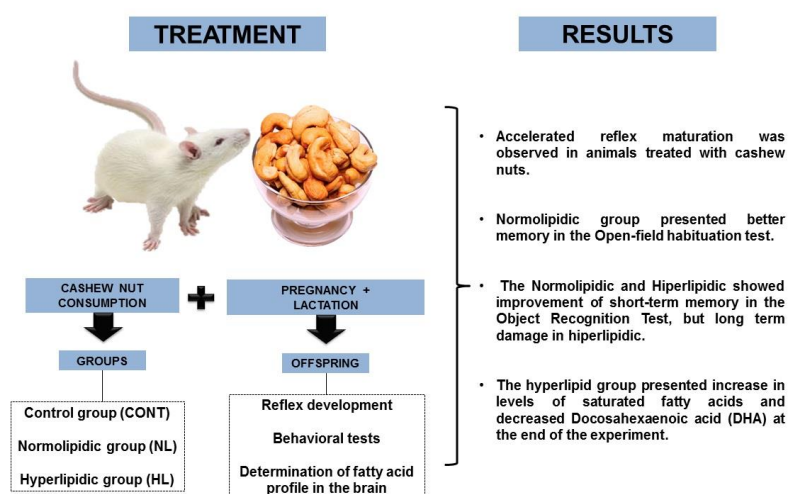 TREATMENT
RESULTS
CASHEW NUT
CONSUMPTION
PREGNANCY +
LACTATION
GROUPS
OFFSPRING
Control group (CONT)
Normolipidic group (NL)
Hyperlipidic group (HL)
Reflex development
Behavioral tests
Determination of fatty acid
profile in the brain
• Accelerated reflex maturation was
observed in animals treated with cashew
nuts.
• Normolipidic group presented better
memory in the Open-field habituation test.
• The Normolipidic and Hiperlipidic showed
improvement of short-term memory in the
Object Recognition Test, but long term
damage in hiperlipidic.
• The hyperlipid group presented increase in
levels of saturated fatty acids and
decreased Docosahexaenoic acid (DHA) at
the end of the experiment.